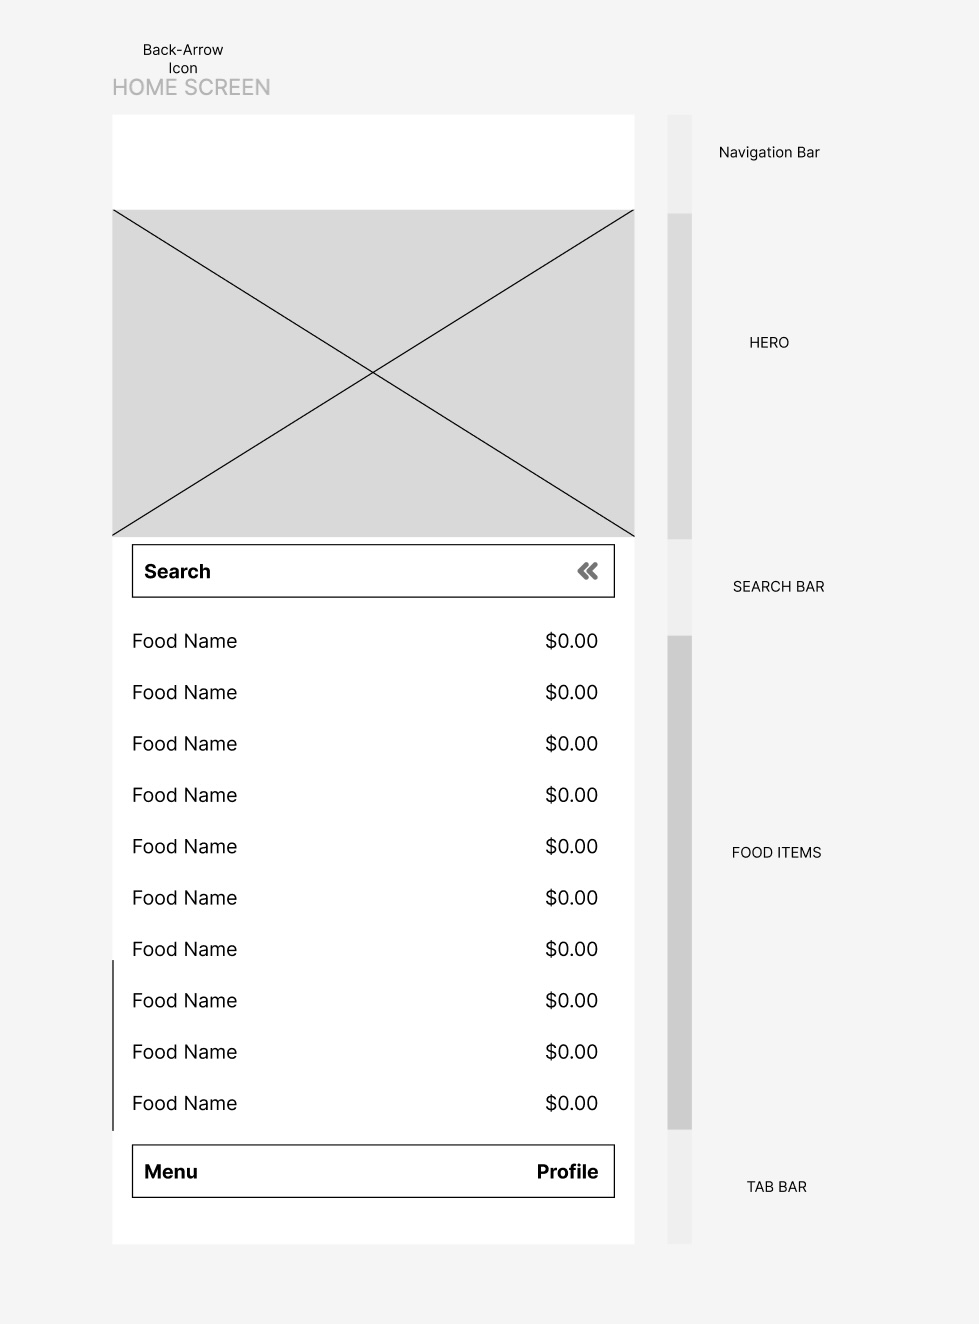 Back-Arrow
Icon
HOME SCREEN
Navigation Bar
HERO
Search
SEARCH BAR
Food Name $0.00
Food Name $0.00
Food Name $0.00
Food Name $0.00
Food Name $0.00
FOOD ITEMS
Food Name $0.00
Food Name $0.00
Food Name $0.00
Food Name $0.00
Food Name $0.00
Menu Profile
TAB BAR